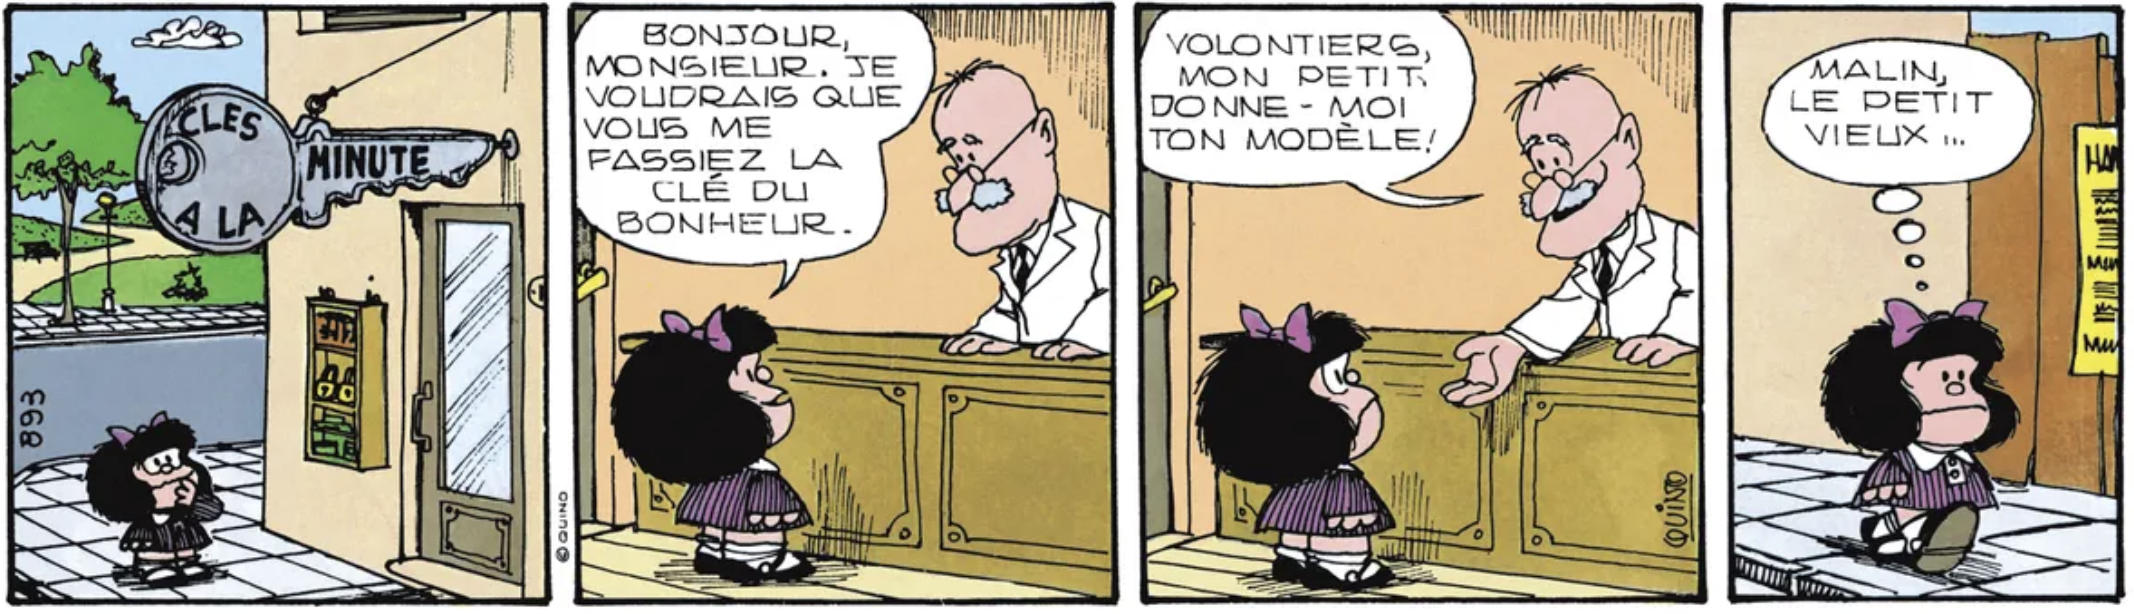 CLES
A LA
MINUTE
893
BONJOUR,
MONSIEUR. JE
VOUDRAIS QUE
VOUS ME
FASSIEZ LA
CLÉ DU
BONHEUR.
© QUINO
VOLONTIERS,
MON PETIT.
DONNE-MOI
TON MODÈLE!
QUINO
MALIN,
LE PETIT
VIEUX...